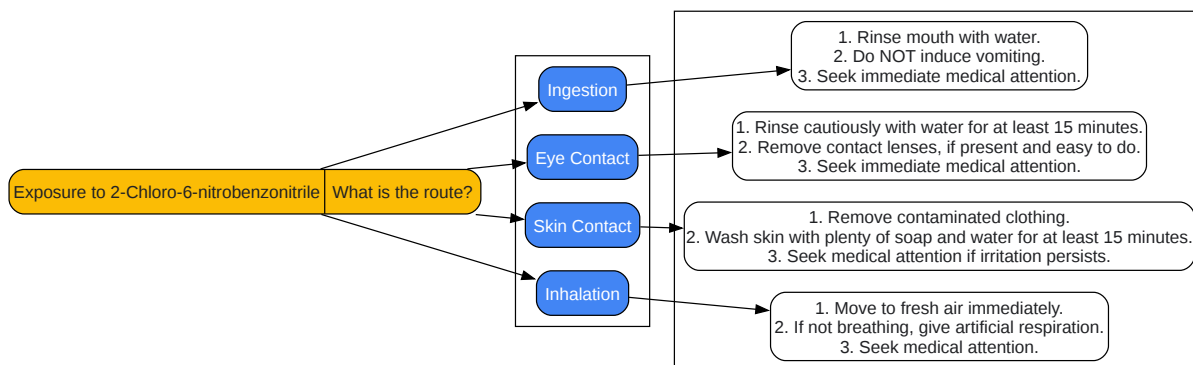 Exposure to 2-Chloro-6-nitrobenzonitrile
What is the route?
Ingestion
1. Rinse mouth with water.
2. Do NOT induce vomiting.
3. Seek immediate medical attention.
Eye Contact
1. Rinse cautiously with water for at least 15 minutes.
2. Remove contact lenses, if present and easy to do.
3. Seek immediate medical attention.
Skin Contact
1. Remove contaminated clothing.
2. Wash skin with plenty of soap and water for at least 15 minutes.
3. Seek medical attention if irritation persists.
Inhalation
1. Move to fresh air immediately.
2. If not breathing, give artificial respiration.
3. Seek medical attention.